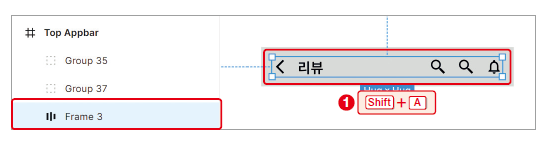 Top Appbar
Group 35
리뷰
Group 37
1 Shift + A
Frame 3